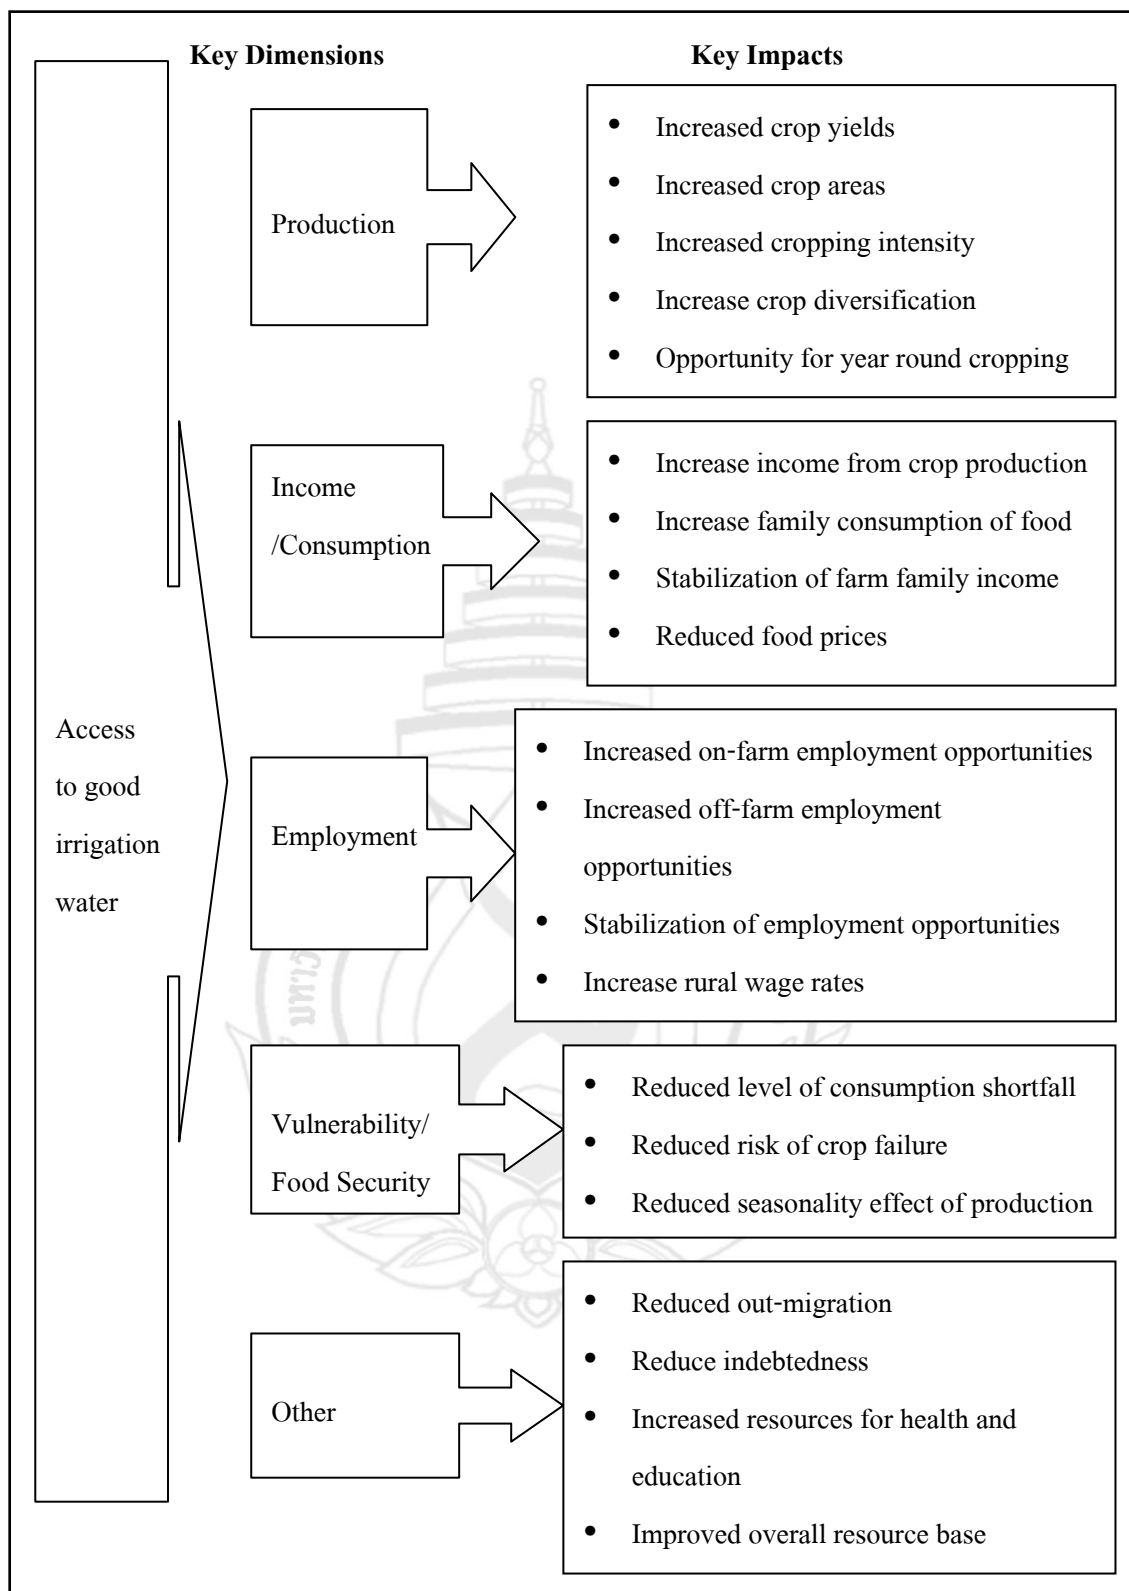 Key Dimensions
Key Impacts
Access
to good
irrigation
water
Production
• Increased crop yields
• Increased crop areas
• Increased cropping intensity
• Increase crop diversification
• Opportunity for year round cropping
Income
/Consumption
• Increase income from crop production
• Increase family consumption of food
• Stabilization of farm family income
• Reduced food prices
Employment
• Increased on-farm employment opportunities
• Increased off-farm employment
opportunities
• Stabilization of employment opportunities
• Increase rural wage rates
Vulnerability/
Food Security
• Reduced level of consumption shortfall
• Reduced risk of crop failure
• Reduced seasonality effect of production
Other
• Reduced out-migration
• Reduce indebtedness
• Increased resources for health and
education
• Improved overall resource base